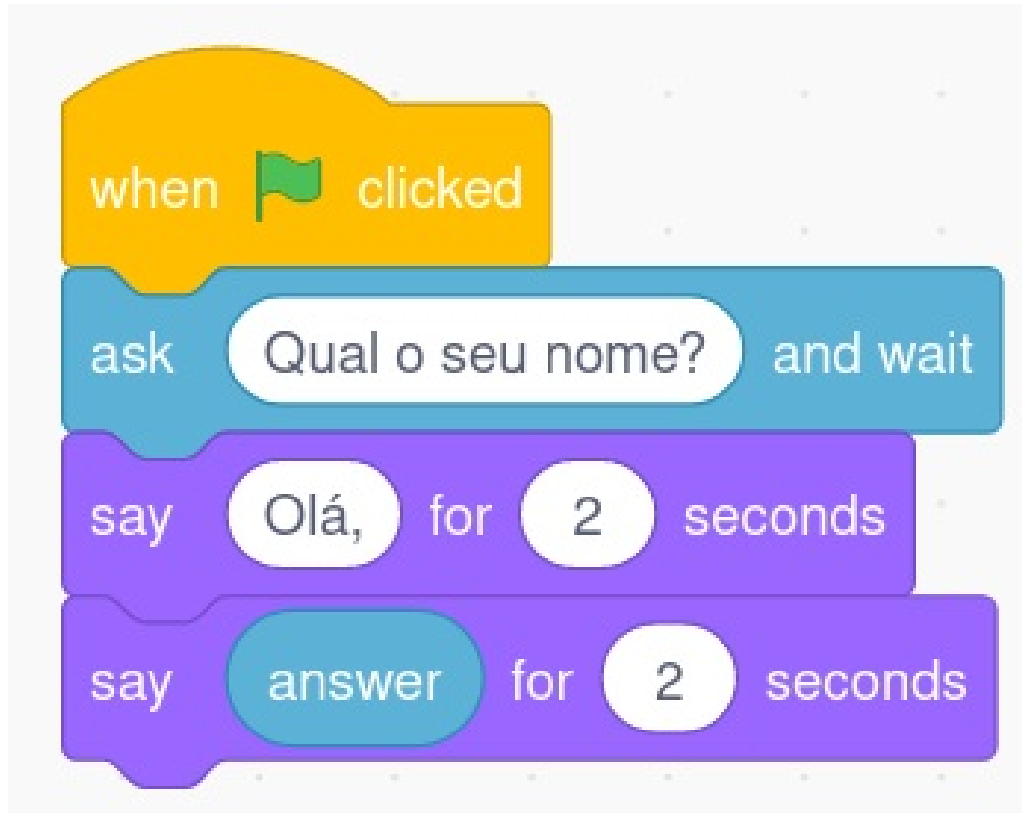 when clicked
ask Qual o seu nome? and wait
say Olá, for 2 seconds
say answer for 2 seconds